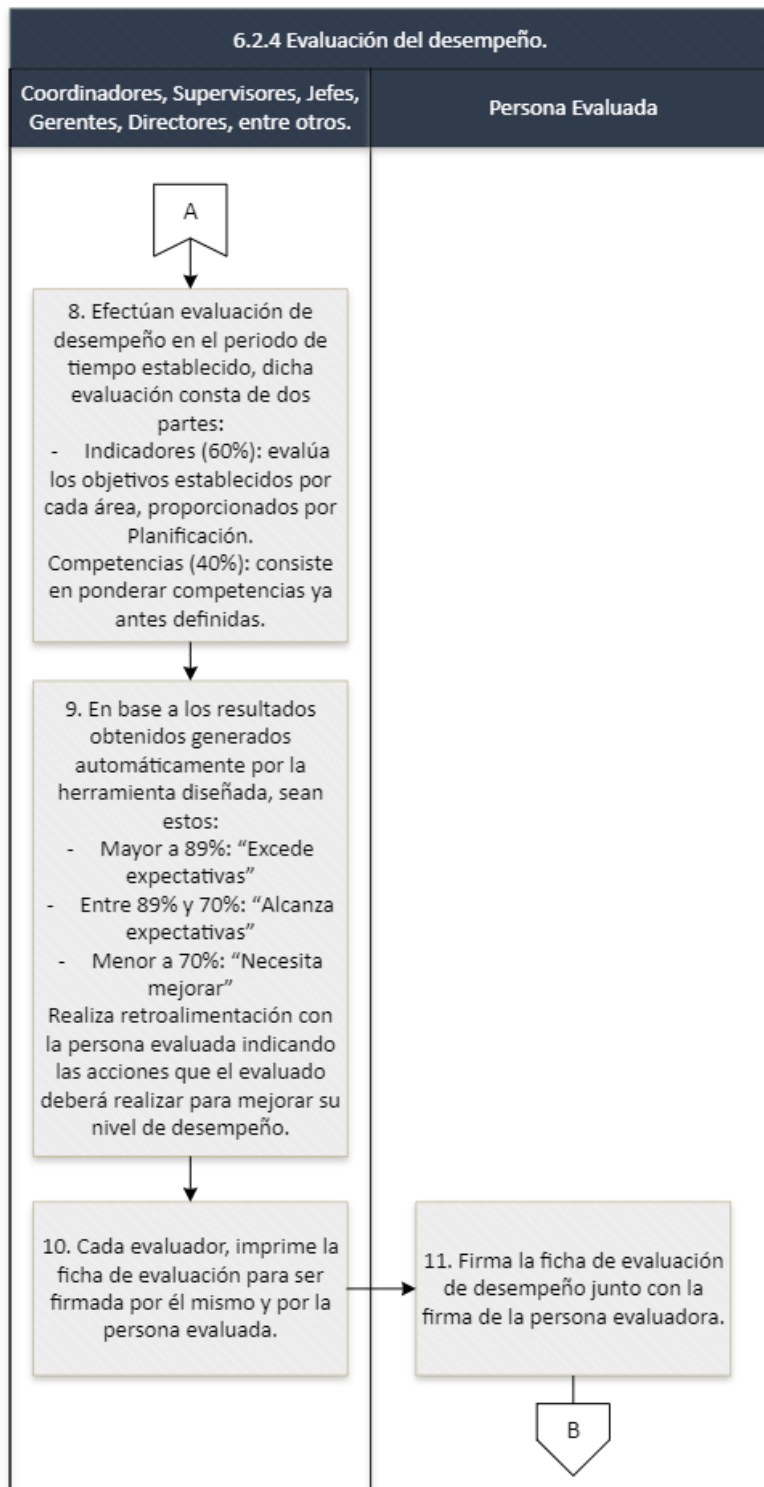 6.2.4 Evaluación del desempeño.
Coordinadores, Supervisores, Jefes,
Gerentes, Directores, entre otros.
Persona Evaluada
A
8. Efectúan evaluación de
desempeño en el periodo de
tiempo establecido, dicha
evaluación consta de dos
partes:
- Indicadores (60%): evalúa
los objetivos establecidos por
cada área, proporcionados por
Planificación.
Competencias (40%): consiste
en ponderar competencias ya
antes definidas.
9. En base a los resultados
obtenidos generados
automáticamente por la
herramienta diseñada, sean
estos:
- Mayor a 89%: “Excede
expectativas”
- Entre 89% y 70%: “Alcanza
expectativas”
- Menor a 70%: “Necesita
mejorar”
Realiza retroalimentación con
la persona evaluada indicando
las acciones que el evaluado
deberá realizar para mejorar su
nivel de desempeño.
10. Cada evaluador, imprime la
ficha de evaluación para ser
firmada por él mismo y por la
persona evaluada.
11. Firma la ficha de evaluación
de desempeño junto con la
firma de la persona evaluadora.
B